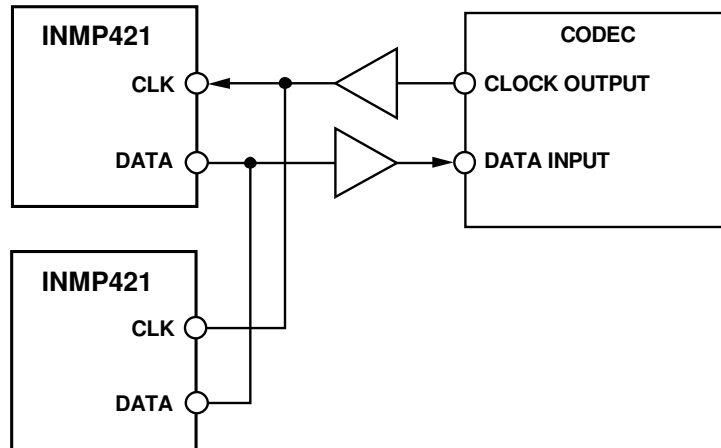 INMP421
CLK
DATA
CODEC
CLOCK OUTPUT
DATA INPUT
INMP421
CLK
DATA